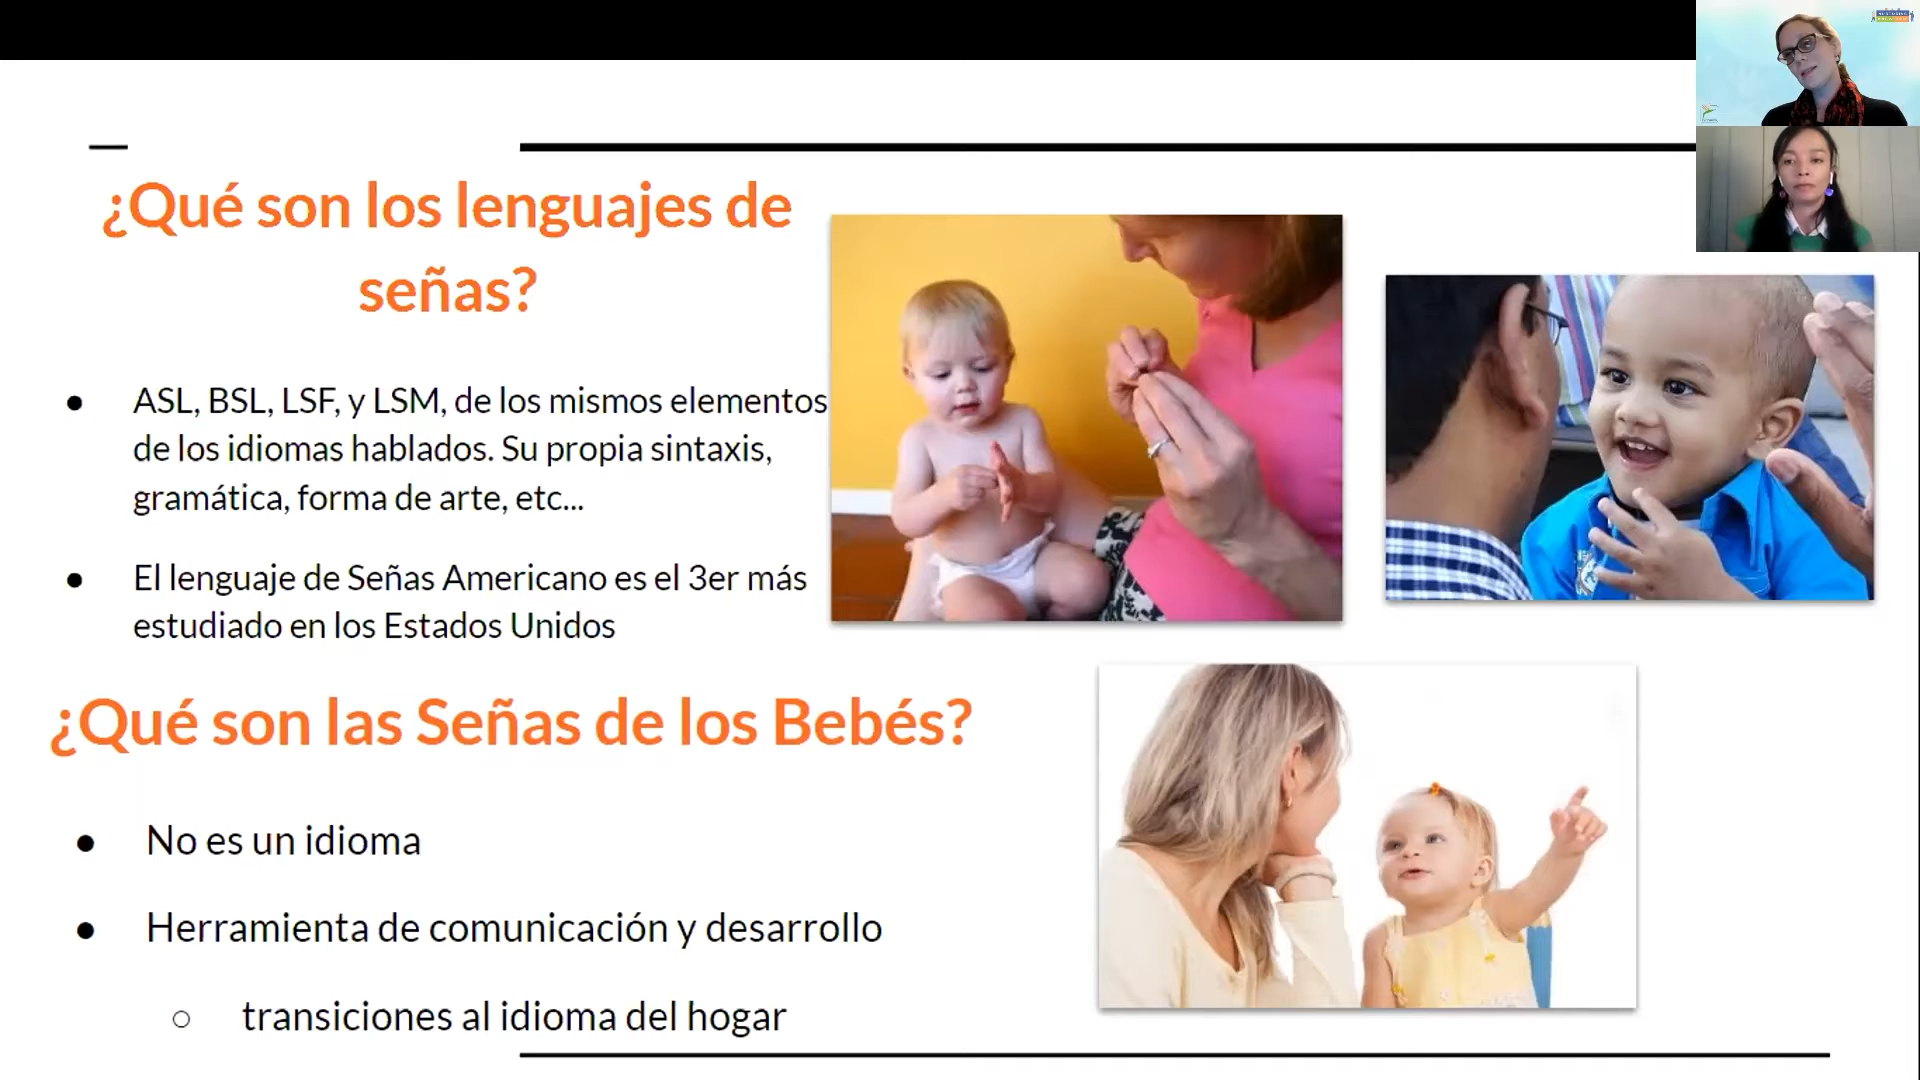 ¿Qué son los lenguajes de
señas?
● ASL, BSL, LSF, y LSM, de los mismos elementos
de los idiomas hablados. Su propia sintaxis,
gramática, forma de arte, etc...
● El lenguaje de Señas Americano es el 3er más
estudiado en los Estados Unidos
¿Qué son las Señas de los Bebés?
● No es un idioma
● Herramienta de comunicación y desarrollo
○ transiciones al idioma del hogar